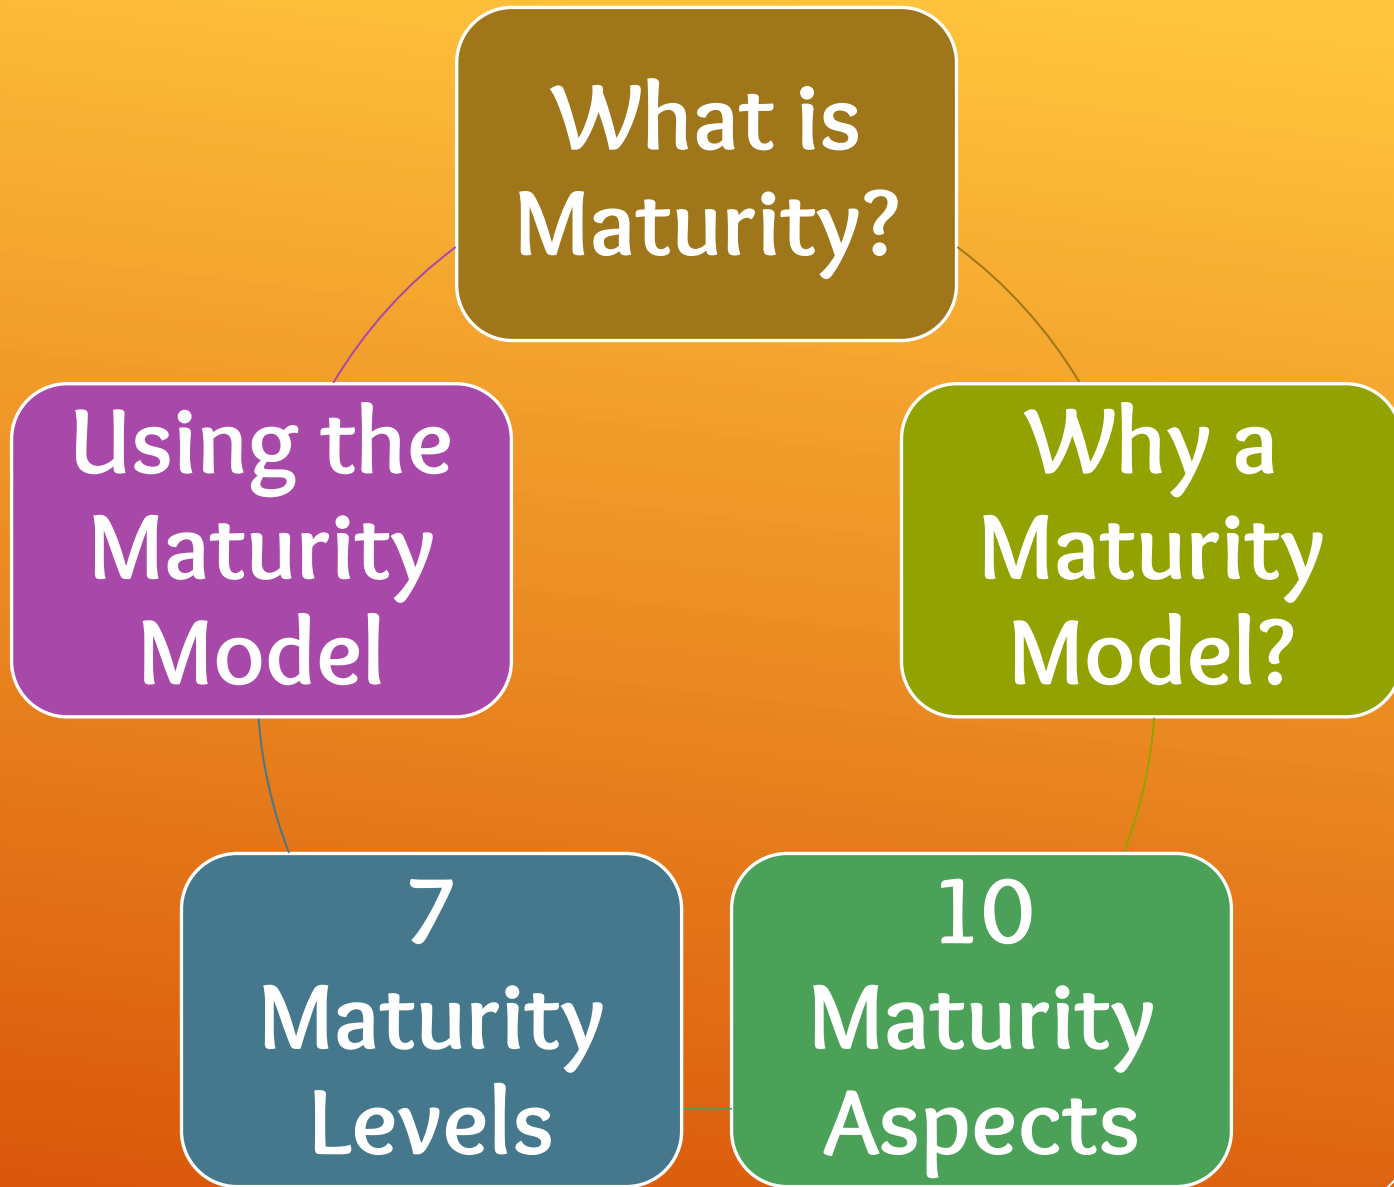 What is
Maturity?
Why a
Maturity
Model?
10
Maturity
Aspects
7
Maturity
Levels
Using the
Maturity
Model